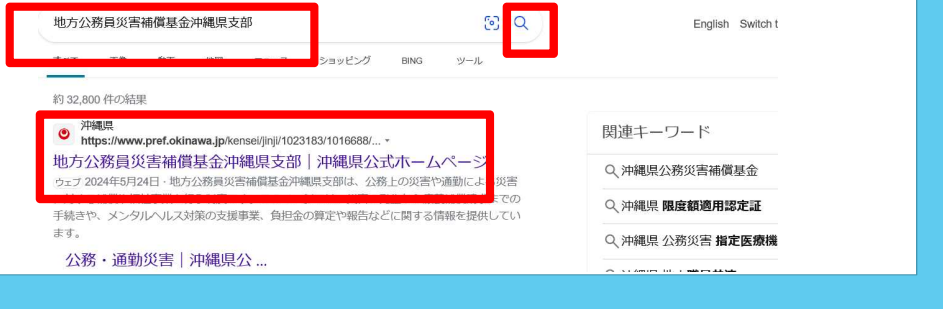 地方公務員災害補償基金沖縄県支部
English Switch t
ショッピング BING ツール
約 32,800 件の結果
沖縄県
https://www.pref.okinawa.jp/kensei/jinji/1023183/1016688/...
地方公務員災害補償基金沖縄県支部 | 沖縄県公式ホームページ
ウェブ 2024年5月24日 · 地方公務員災害補償基金沖縄県支部は、公務上の災害や通勤による災害
手続きや、メンタルヘルス対策の支援事業、負担金の算定や報告などに関する情報を提供してい
ます。
公務・通勤災害 | 沖縄県公 ...
関連キーワード
沖縄県公務災害補償基金
沖縄県 限度額適用認定証
沖縄県 公務災害 指定医療機